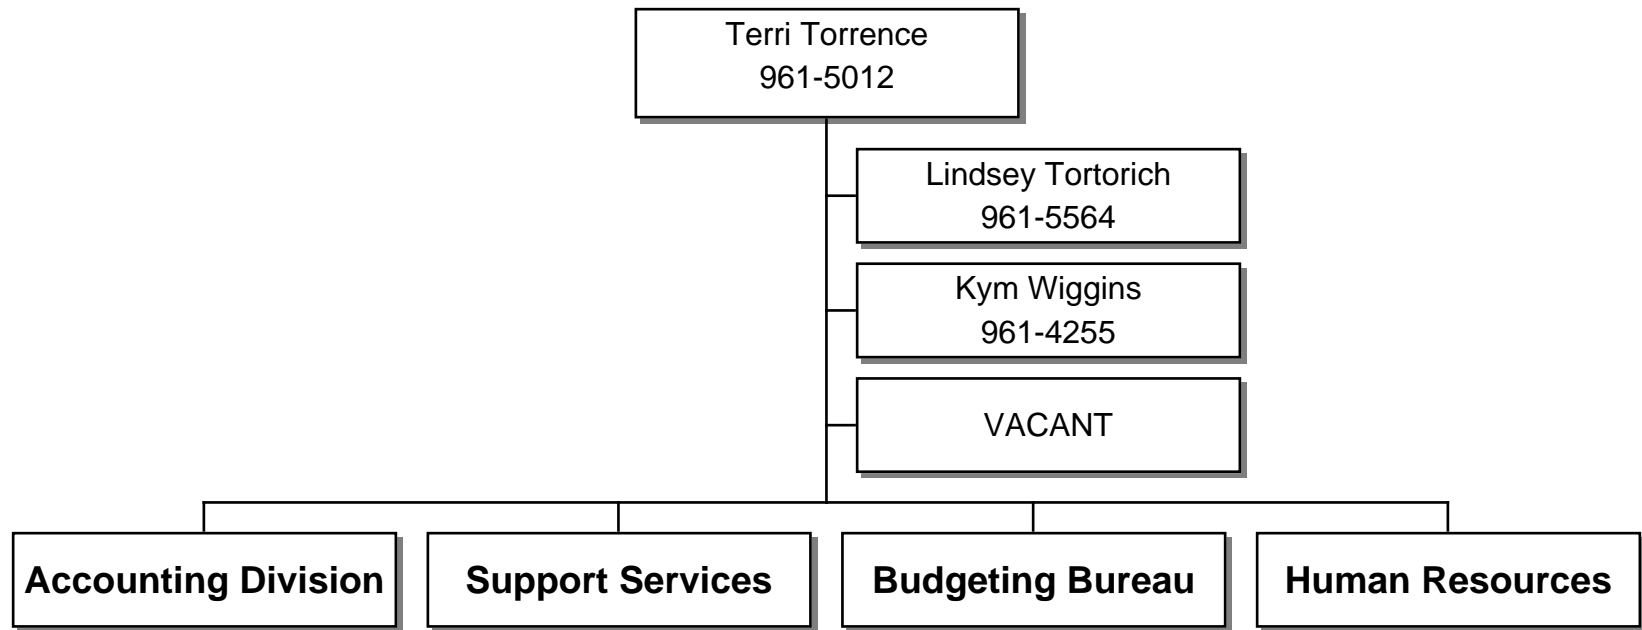 Terri Torrence
961-5012
Lindsey Tortorich
961-5564
Kym Wiggins
961-4255
VACANT
Accounting Division
Support Services
Budgeting Bureau
Human Resources